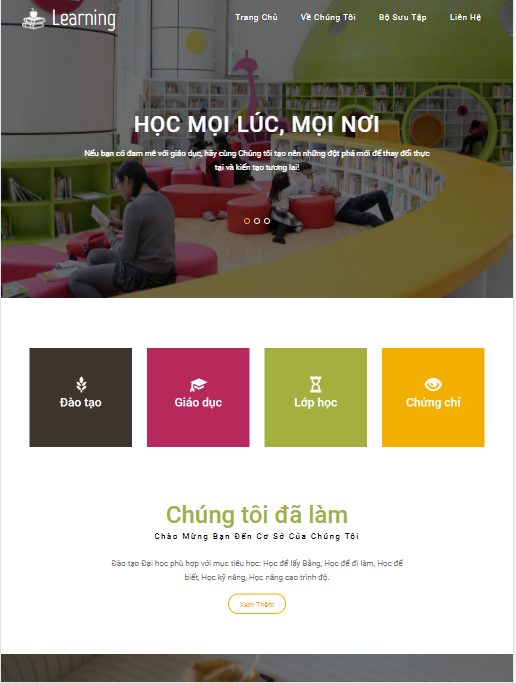 Learning
Trang Chủ
Về Chúng Tôi
Bộ Sưu Tập
Liên Hệ
HỌC MỌI LÚC, MỌI NƠI
Nếu bạn có đam mê với giáo dục, hãy cùng Chúng tôi tạo nên những đột phá mới để thay đổi thực
tại và kiến tạo tương lai!
Đào tạo
Giáo dục
Lớp học
Chứng chỉ
Chúng tôi đã làm
Chào Mừng Bạn Đến Cơ Sở Của Chúng Tôi
Đào tạo Đại học phù hợp với mục tiêu học: Học để lấy Bằng, Học để đi làm, Học để
biết, Học kỹ năng, Học nâng cao trình độ.
Xem Thêm